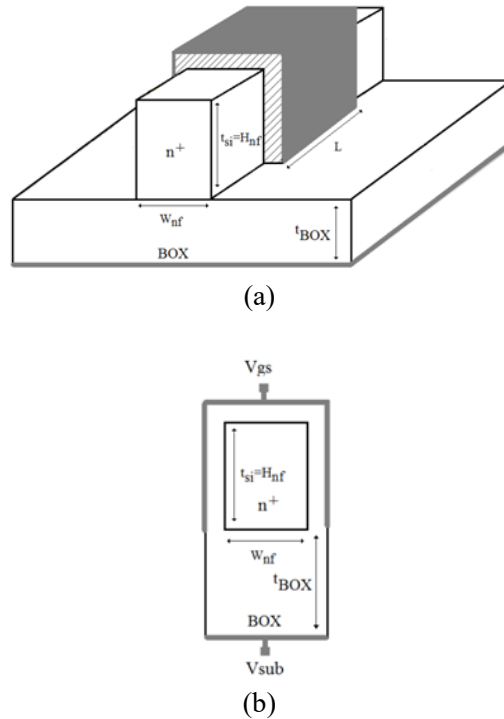 n+
tsi=Hnf
L
Wnf
tBOX
BOX
(a)
Vgs
tsi=Hnf
n+
Wnf
tBOX
BOX
Vsub
(b)